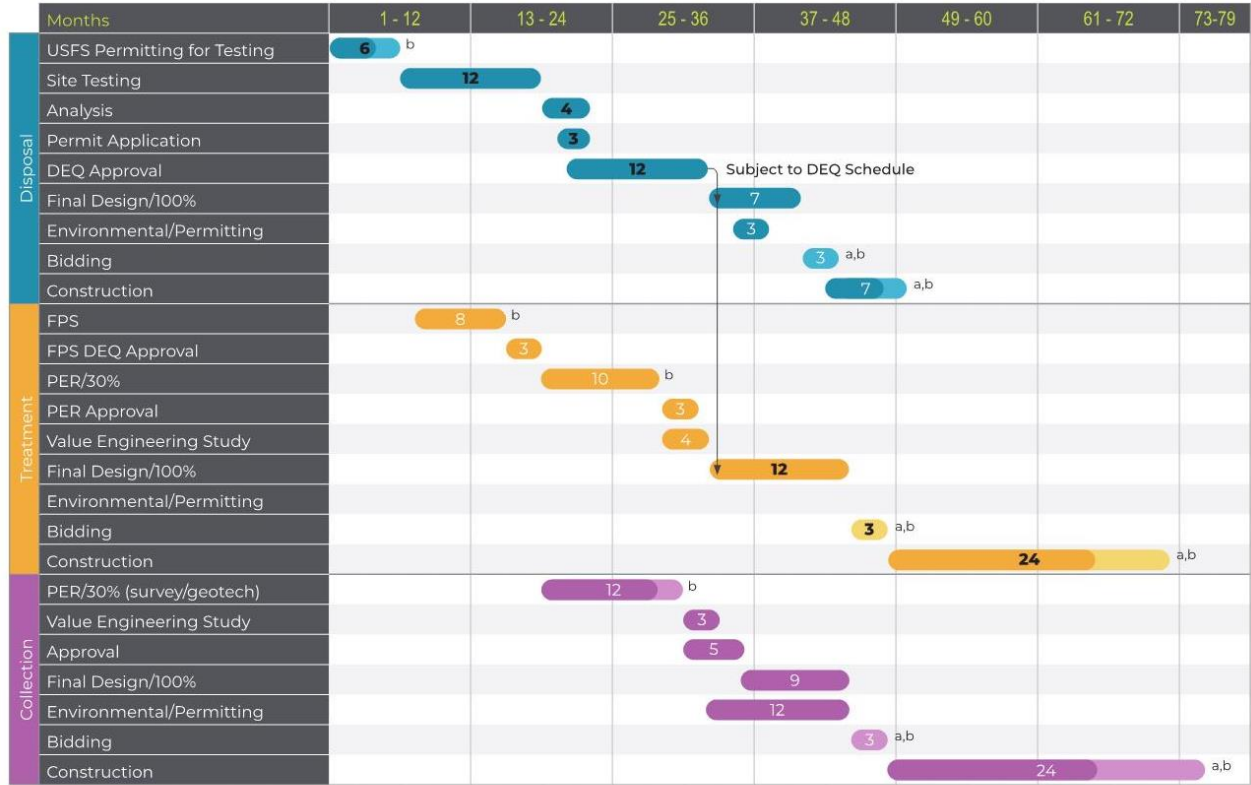 Months 1 - 12 13 - 24 25 - 36 37 - 48 49 - 60 61 - 72 73-79
Disposal
USFS Permitting for Testing 6 b
Site Testing 12
Analysis 4
Permit Application 3
DEQ Approval 12 Subject to DEQ Schedule
Final Design/100% 7
Environmental/Permitting 3
Bidding 3 a,b
Construction 7 a,b
Treatment
FPS 8 b
FPS DEQ Approval 3
PER/30% 10 b
PER Approval 3
Value Engineering Study 4
Final Design/100% 12
Environmental/Permitting
Bidding 3 a,b
Construction 24 a,b
Collection
PER/30% (survey/geotech) 12 b
Value Engineering Study 3
Approval 5
Final Design/100% 9
Environmental/Permitting 12
Bidding 3 a,b
Construction 24 a,b